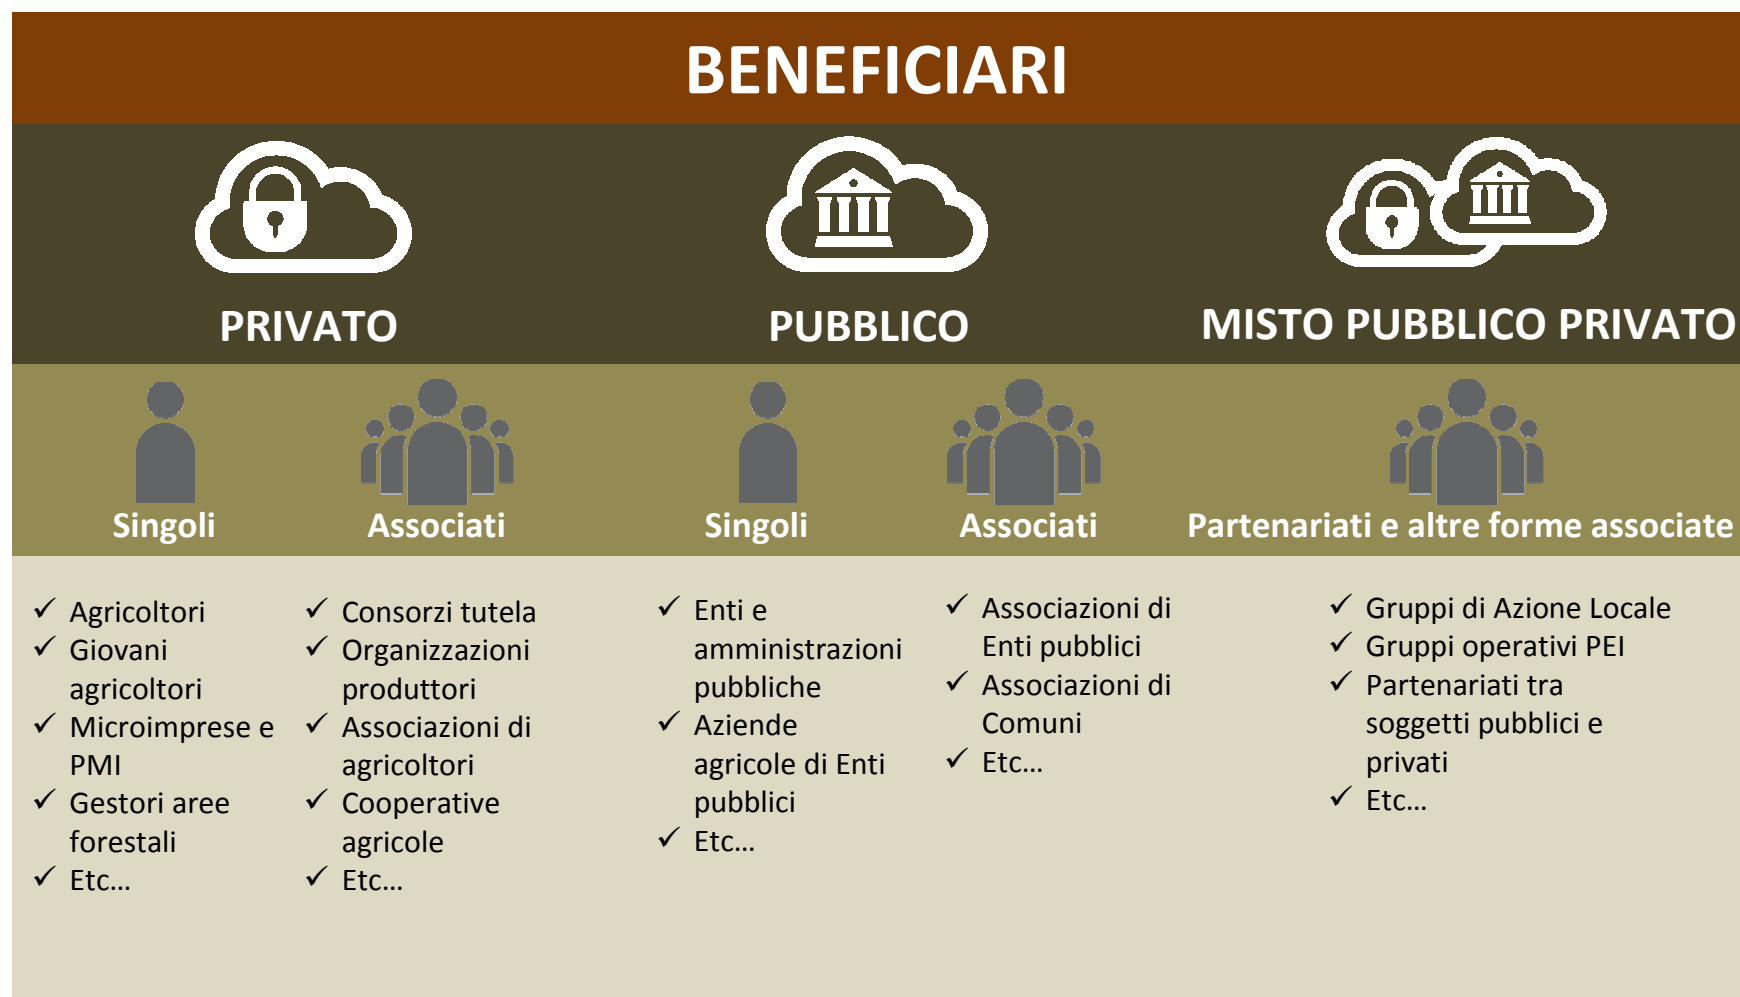 BENEFICIARI
PRIVATO
PUBBLICO
MISTO PUBBLICO PRIVATO
Singoli
Associati
Singoli
Associati
Partenariati e altre forme associate
✓ Agricoltori
✓ Giovani
agricoltori
✓ Microimprese e
PMI
✓ Gestori aree
forestali
✓ Etc…
✓ Consorzi tutela
✓ Organizzazioni
produttori
✓ Associazioni di
agricoltori
✓ Cooperative
agricole
✓ Etc…
✓ Enti e
amministrazioni
pubbliche
✓ Aziende
agricole di Enti
pubblici
✓ Etc…
✓ Associazioni di
Enti pubblici
✓ Associazioni di
Comuni
✓ Etc…
✓ Gruppi di Azione Locale
✓ Gruppi operativi PEI
✓ Partenariati tra
soggetti pubblici e
privati
✓ Etc…